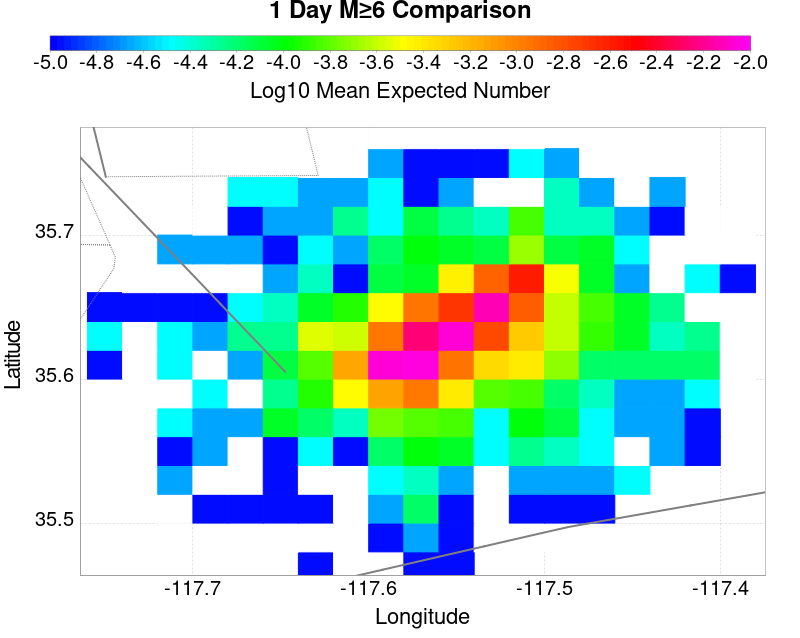 1 Day M≥6 Comparison
-5.0 -4.8 -4.6 -4.4 -4.2 -4.0 -3.8 -3.6 -3.4 -3.2 -3.0 -2.8 -2.6 -2.4 -2.2 -2.0
Log10 Mean Expected Number
35.7
35.6
35.5
Latitude
-117.7 -117.6 -117.5 -117.4
Longitude